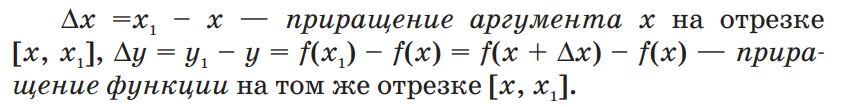 Δx =x₁ − x — приращение аргумента x на отрезке
[x, x₁], Δy = y₁ − y = f(x₁) − f(x) = f(x + Δx) − f(x) — прира-
щение функции на том же отрезке [x, x₁].